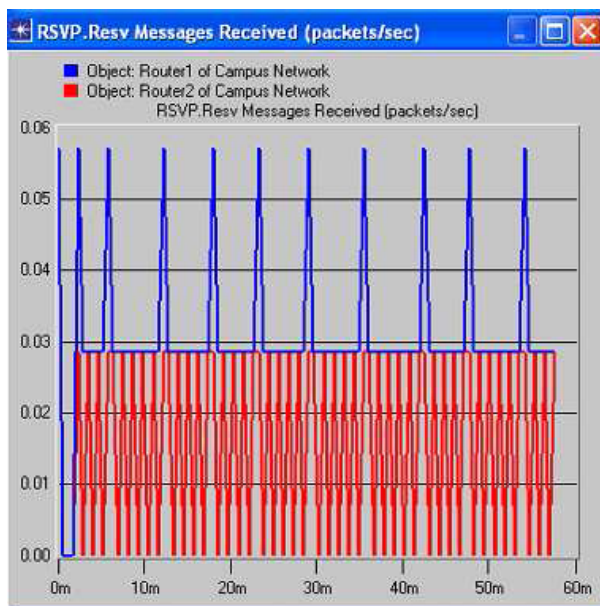 RSVP.Resv Messages Received (packets/sec)
Object: Router1 of Campus Network
Object: Router2 of Campus Network
RSVP.Resv Messages Received (packets/sec)
0.06
0.05
0.04
0.03
0.02
0.01
0.00
0m 10m 20m 30m 40m 50m 60m